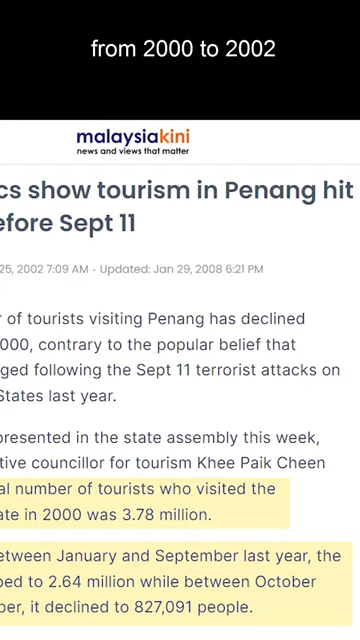 from 2000 to 2002
malaysiakini
news and views that matter
cs show tourism in Penang hit
efore Sept 11
25, 2002 7:09 AM · Updated: Jan 29, 2008 6:21 PM
r of tourists visiting Penang has declined
000, contrary to the popular belief that
ged following the Sept 11 terrorist attacks on
States last year.
presented in the state assembly this week,
tive councillor for tourism Khee Paik Cheen
al number of tourists who visited the
ate in 2000 was 3.78 million.
etween January and September last year, the
ped to 2.64 million while between October
ber, it declined to 827,091 people.